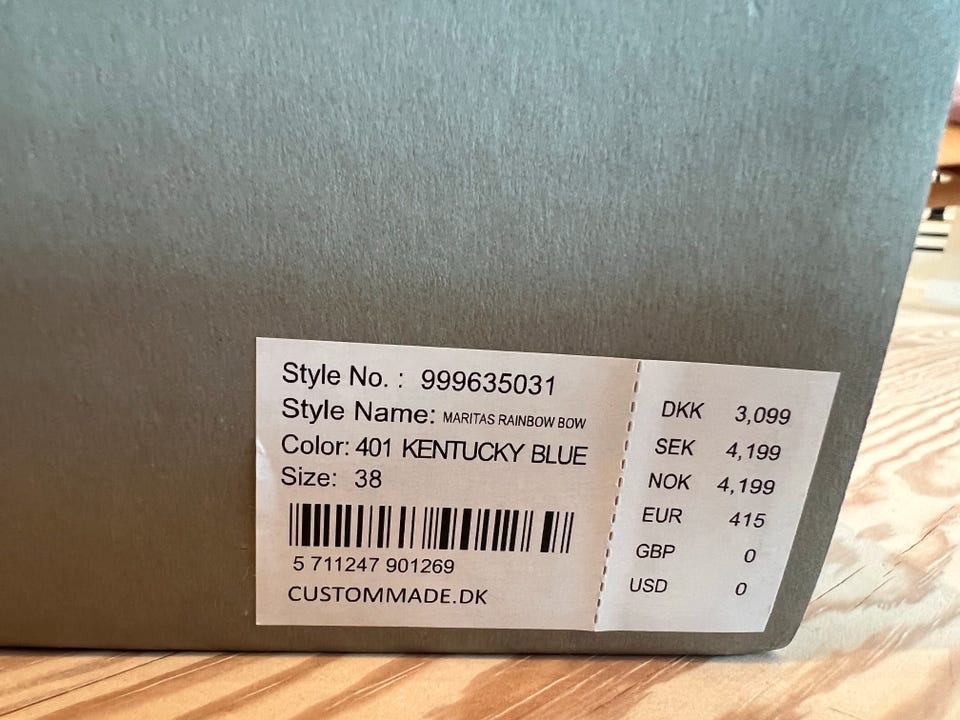 Style No. : 999635031
Style Name: MARITAS RAINBOW BOW
Color: 401 KENTUCKY BLUE
Size: 38
5 711247 901269
CUSTOMMADE.DK
DKK 3,099
SEK 4,199
NOK 4,199
EUR 415
GBP 0
USD 0